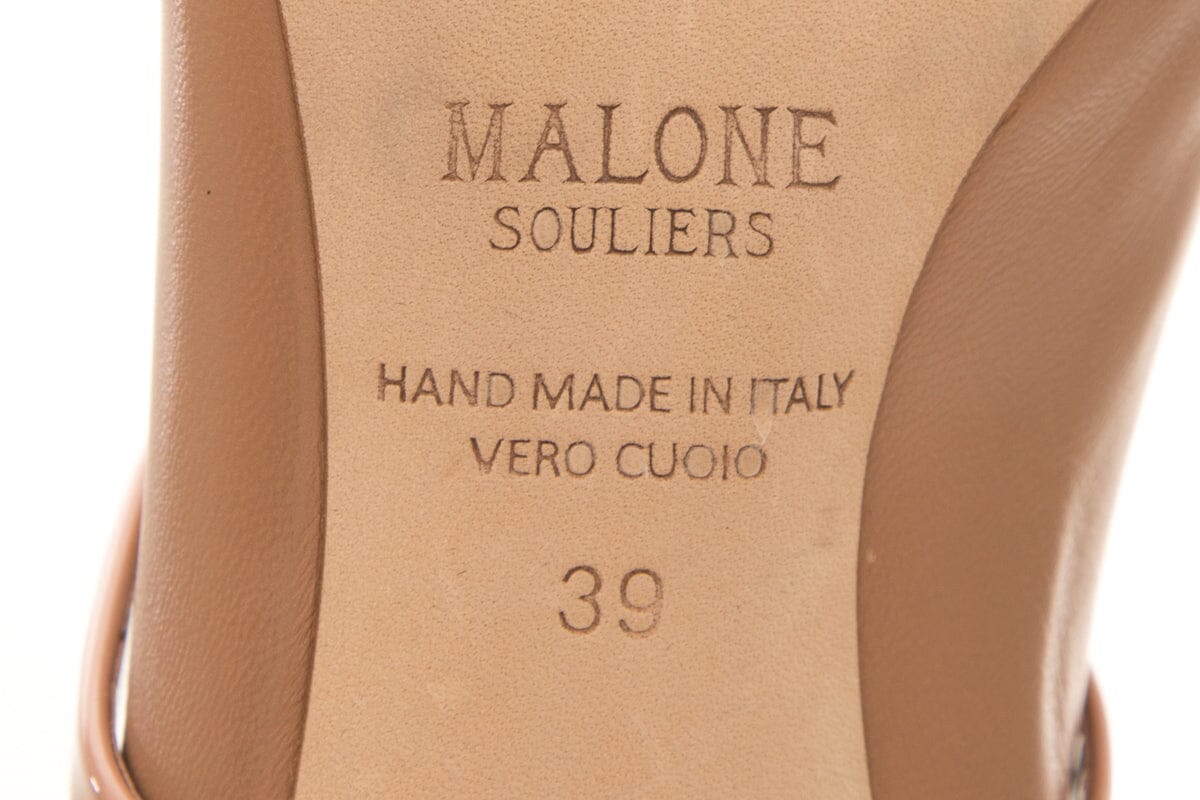 MALONE
SOULIERS
HAND MADE IN ITALY
VERO CUOIO
39